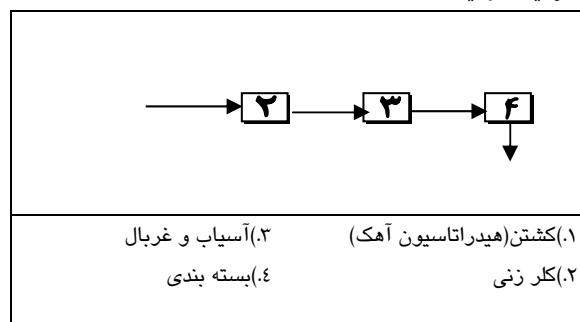 ۲ ۳ ۴
۱.)کشتن(هیدراتاسیون آهک) ۳.)آسیاب و غربال
۲.)کلر زنی ٤.)بسته بندی